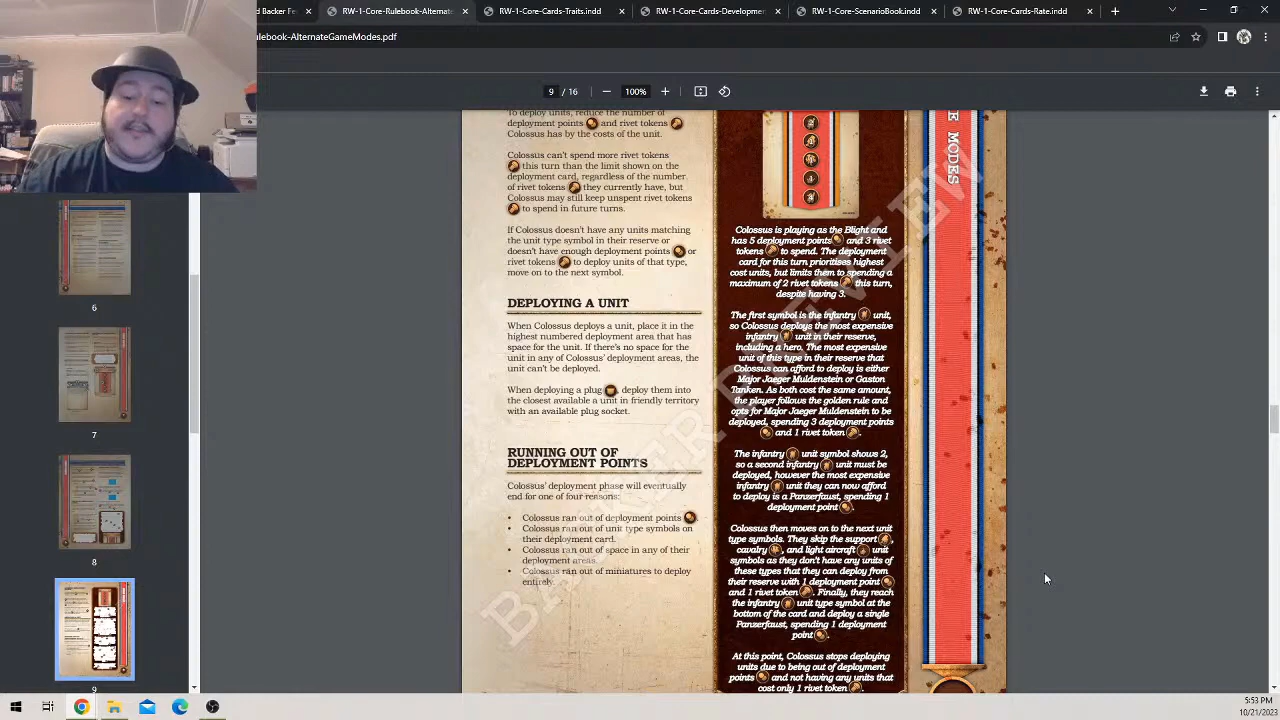 d Backer Fe
RW-1-Core-Rulebook-Alternate
RW-1-Core-Cards-Traits.indd
RW-1-Core-Cards-Developmen
RW-1-Core-ScenarioBook.indd
RW-1-Core-Cards-Rate.indd
ulebook-AlternateGameModes.pdf
9 / 16
100%
to deploy units, reduce the number of
deployment points and rivet tokens
Colossus has by the costs of the unit.
Colossus can't spend more rivet tokens
this turn than the limit shown on the
deployment card, regardless of the number
of rivet tokens they currently have, but
Colossus may still keep unspent rivet tokens
to spend in future turns.
If Colossus doesn't have any units matching
the unit type symbol in their reserve or
doesn't have enough deployment points or
rivet tokens to deploy units of that type,
move on to the next symbol.
DEPLOYING A UNIT
When Colossus deploys a unit, place it in the
highest numbered deployment area that has
space for the unit. If there's no space for the
unit in any of Colossus' deployment areas, the
unit can't be deployed.
When deploying a plug, deploy them into
the closest available a unit in friendly territory
with an available plug socket.
RUNNING OUT OF
DEPLOYMENT POINTS
Colossus' deployment phase will eventually
end for one of four reasons:
Colossus ran out of deployment points
Colossus ran out of unit type symbols on
their deployment card.
Colossus ran out of space in any of their
deployment areas.
• Colossus ran out of miniatures to deploy
entirely.
Colossus is playing as the Blight and
has 5 deployment points and 3 rivet
tokens to spend. The deployment
card for this turn prioritises highest
cost units, but limits them to spending a
maximum of 2 rivet tokens this turn,
despite having 3.
The first symbol is the infantry unit,
so Colossus deploys the most expensive
infantry unit in their reserve,
including a hero. The most expensive
unit of this type in their reserve that
Colossus can afford to deploy is either
Major Jaeger Muldenstein or Gaston
Tanker. As both cost the same amount,
the player follows the golden rule and
opts for Major Jaeger Muldenstein to be
deployed, spending 3 deployment points
and 1 rivet token.
The infantry unit symbol shows 2,
so a second infantry unit must be
deployed. This time the most expensive
infantry unit they can now afford
to deploy is a Panzerfaust, spending 1
deployment point.
Colossus then moves on to the next unit
type symbols. They skip the support,
cavalry and light aircraft unit
symbols as they don't have any units of
these types that they can deploy from
their reserve with 1 deployment point
and 1 rivet token. Finally, they reach
the infantry unit type symbol at the
bottom of the card and deploy a single
Panzerfaust, spending 1 deployment
point.
At this point Colossus stops deploying
units due to being out of deployment
points and not having any units that
cost only 1 rivet token
E MODES
6
7
8
9
5:53 PM
10/21/2023